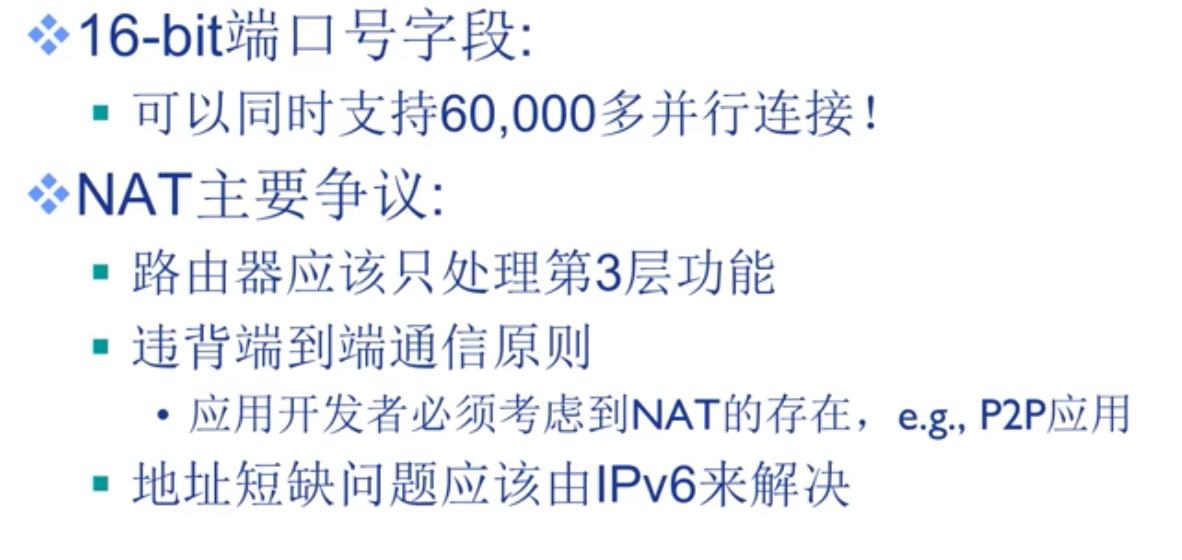 ❖16-bit端口号字段:
▪ 可以同时支持60,000多并行连接！
❖NAT主要争议:
▪ 路由器应该只处理第3层功能
▪ 违背端到端通信原则
• 应用开发者必须考虑到NAT的存在，e.g., P2P应用
▪ 地址短缺问题应该由IPv6来解决